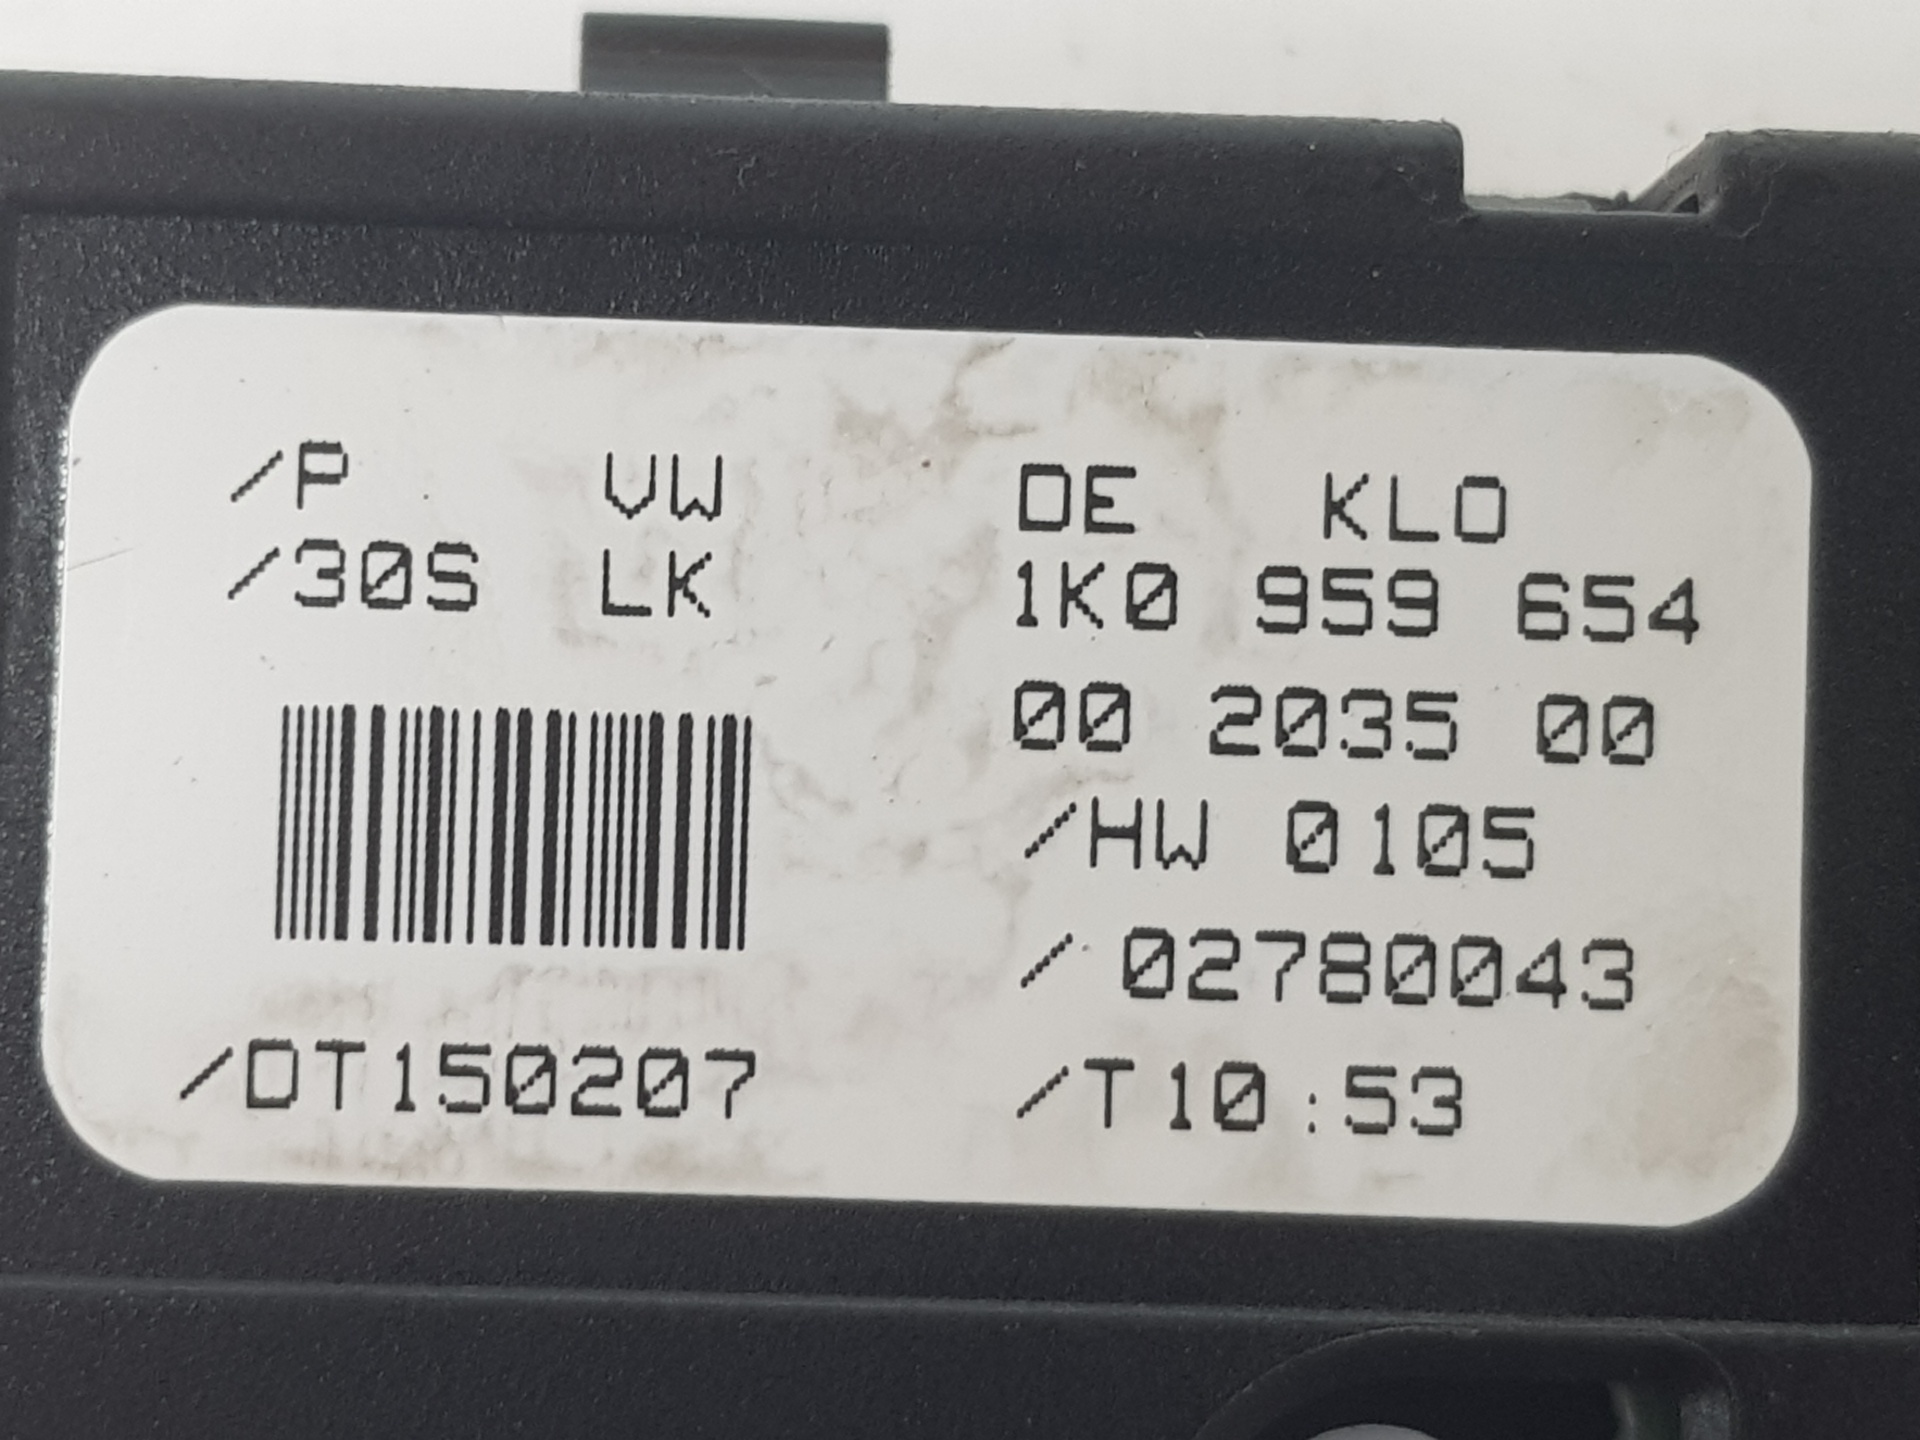 /P VW DE KLO
/30S LK 1K0 959 654
00 2035 00
/HW 0105
/ 02780043
/DT150207 /T10:53